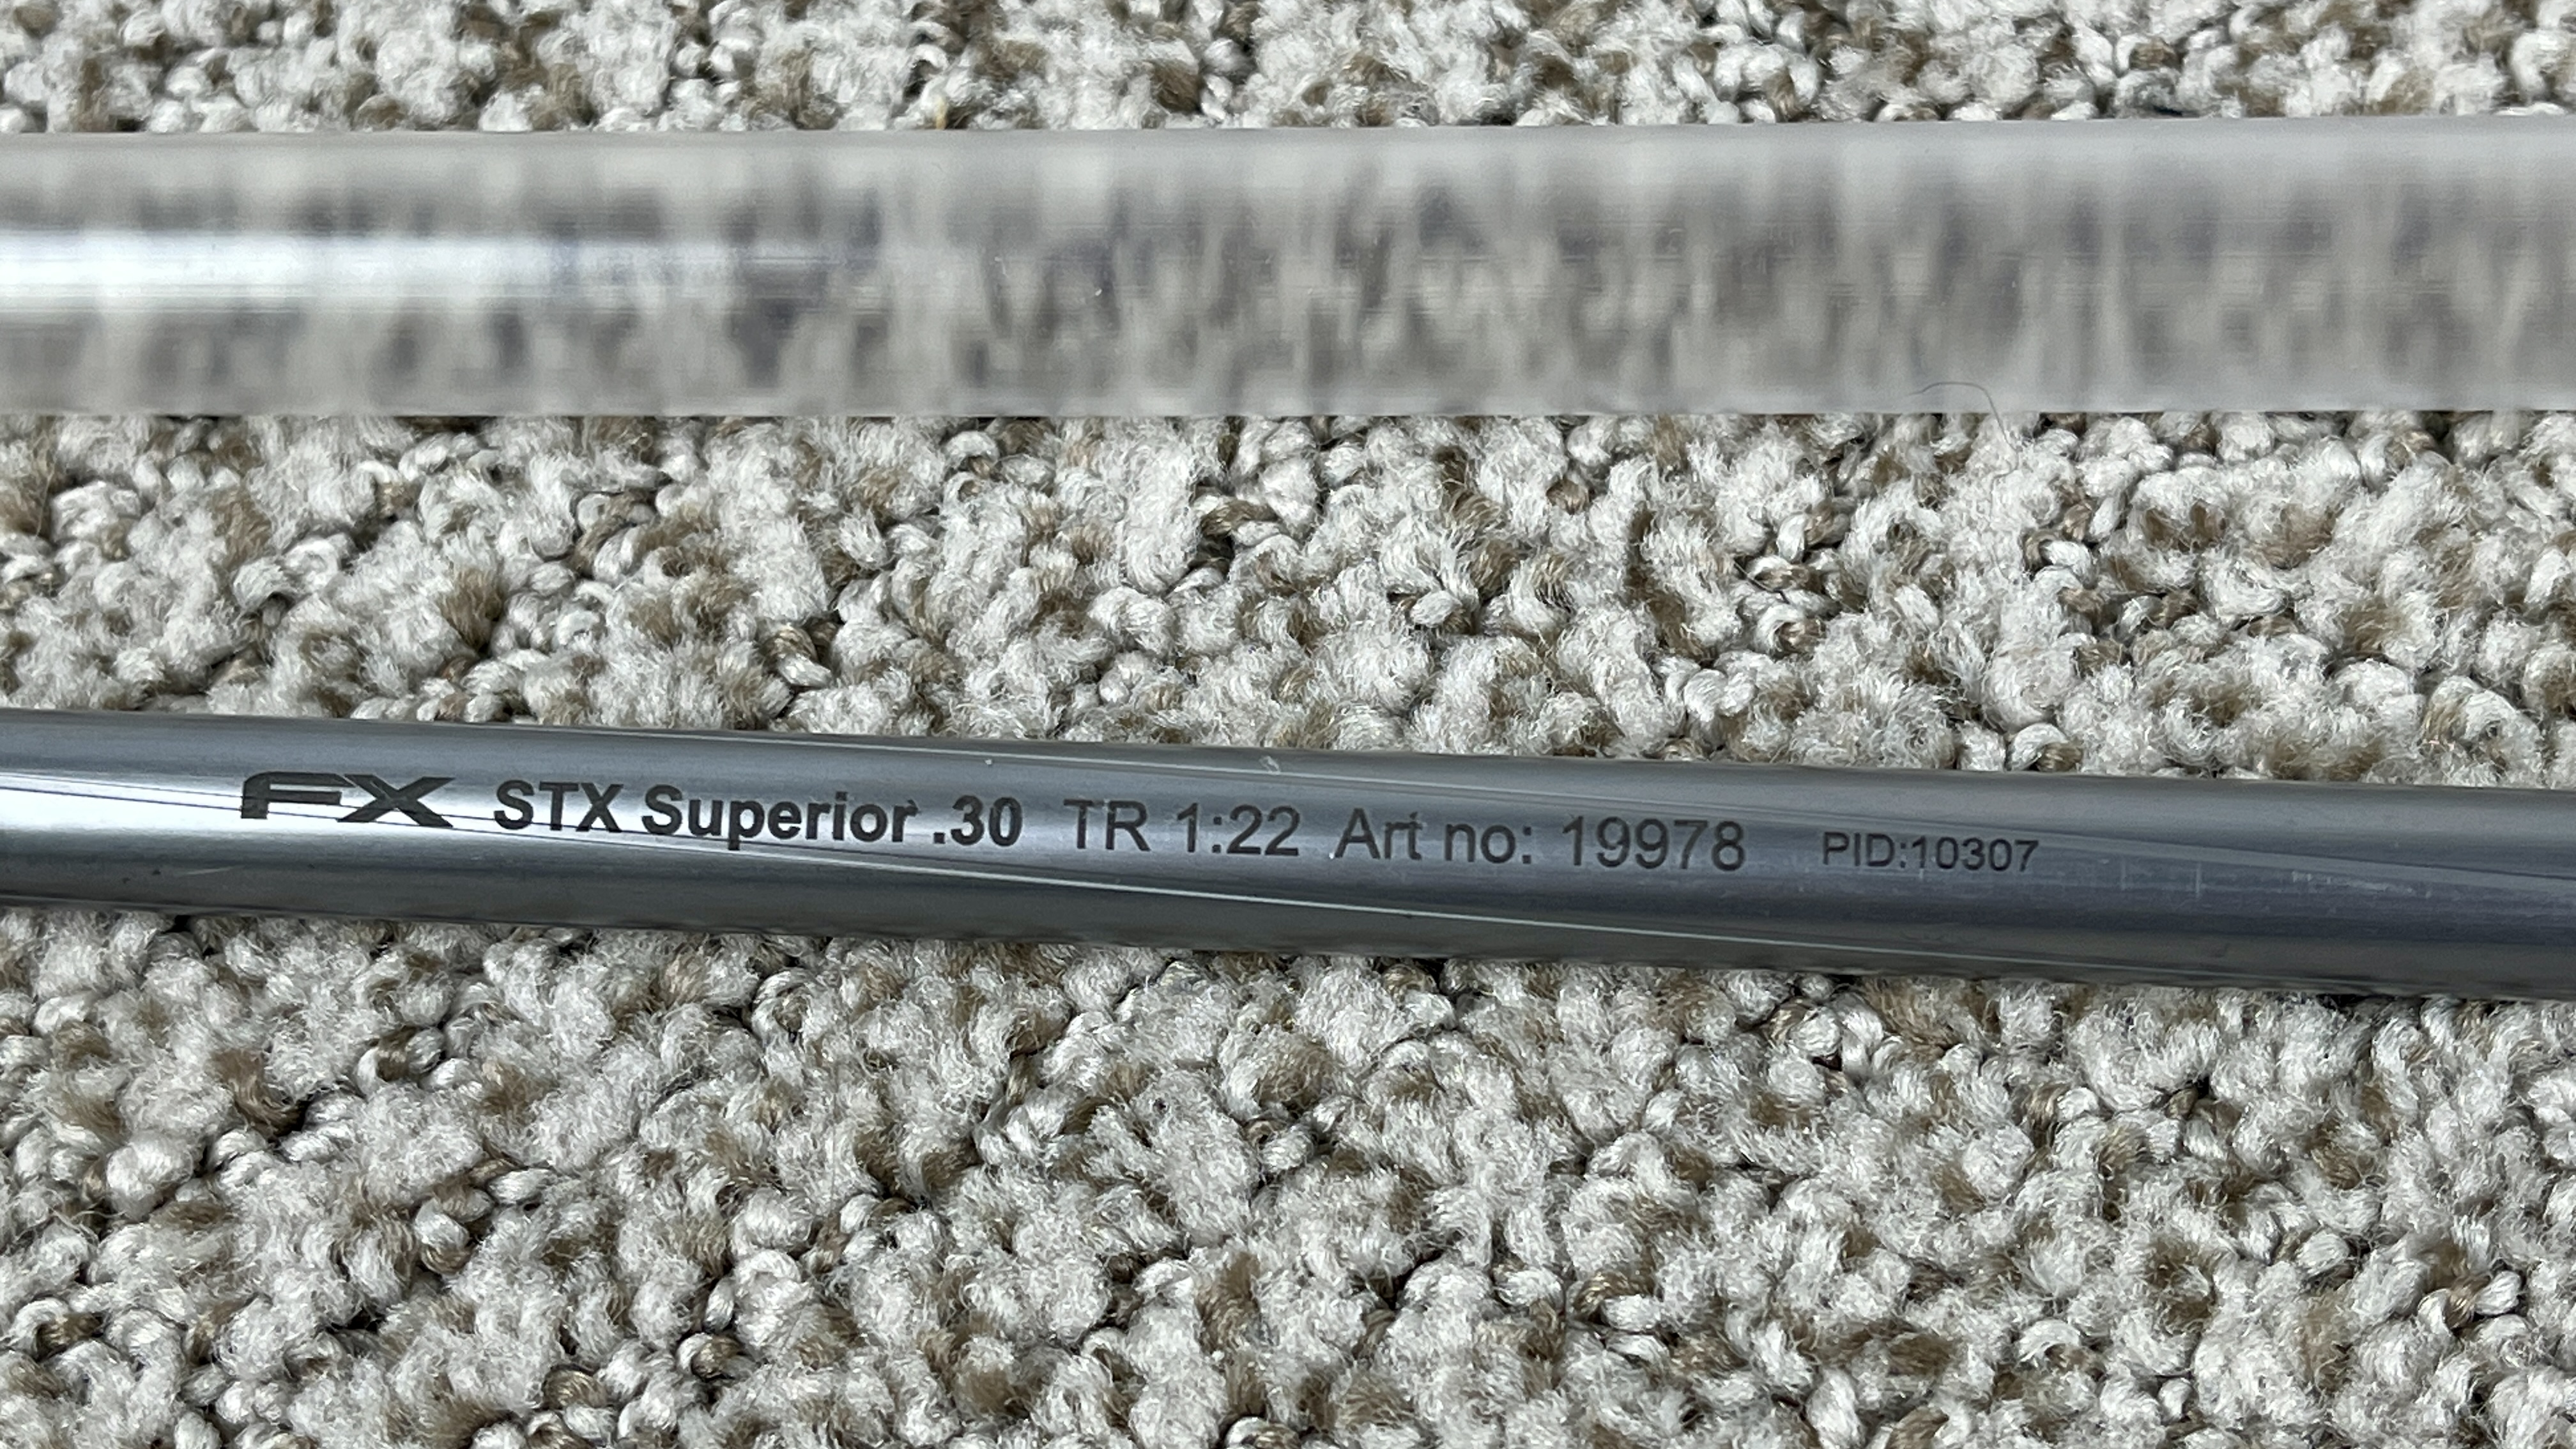 FX STX Superior .30 TR 1:22 Art no: 19978 PID:10307